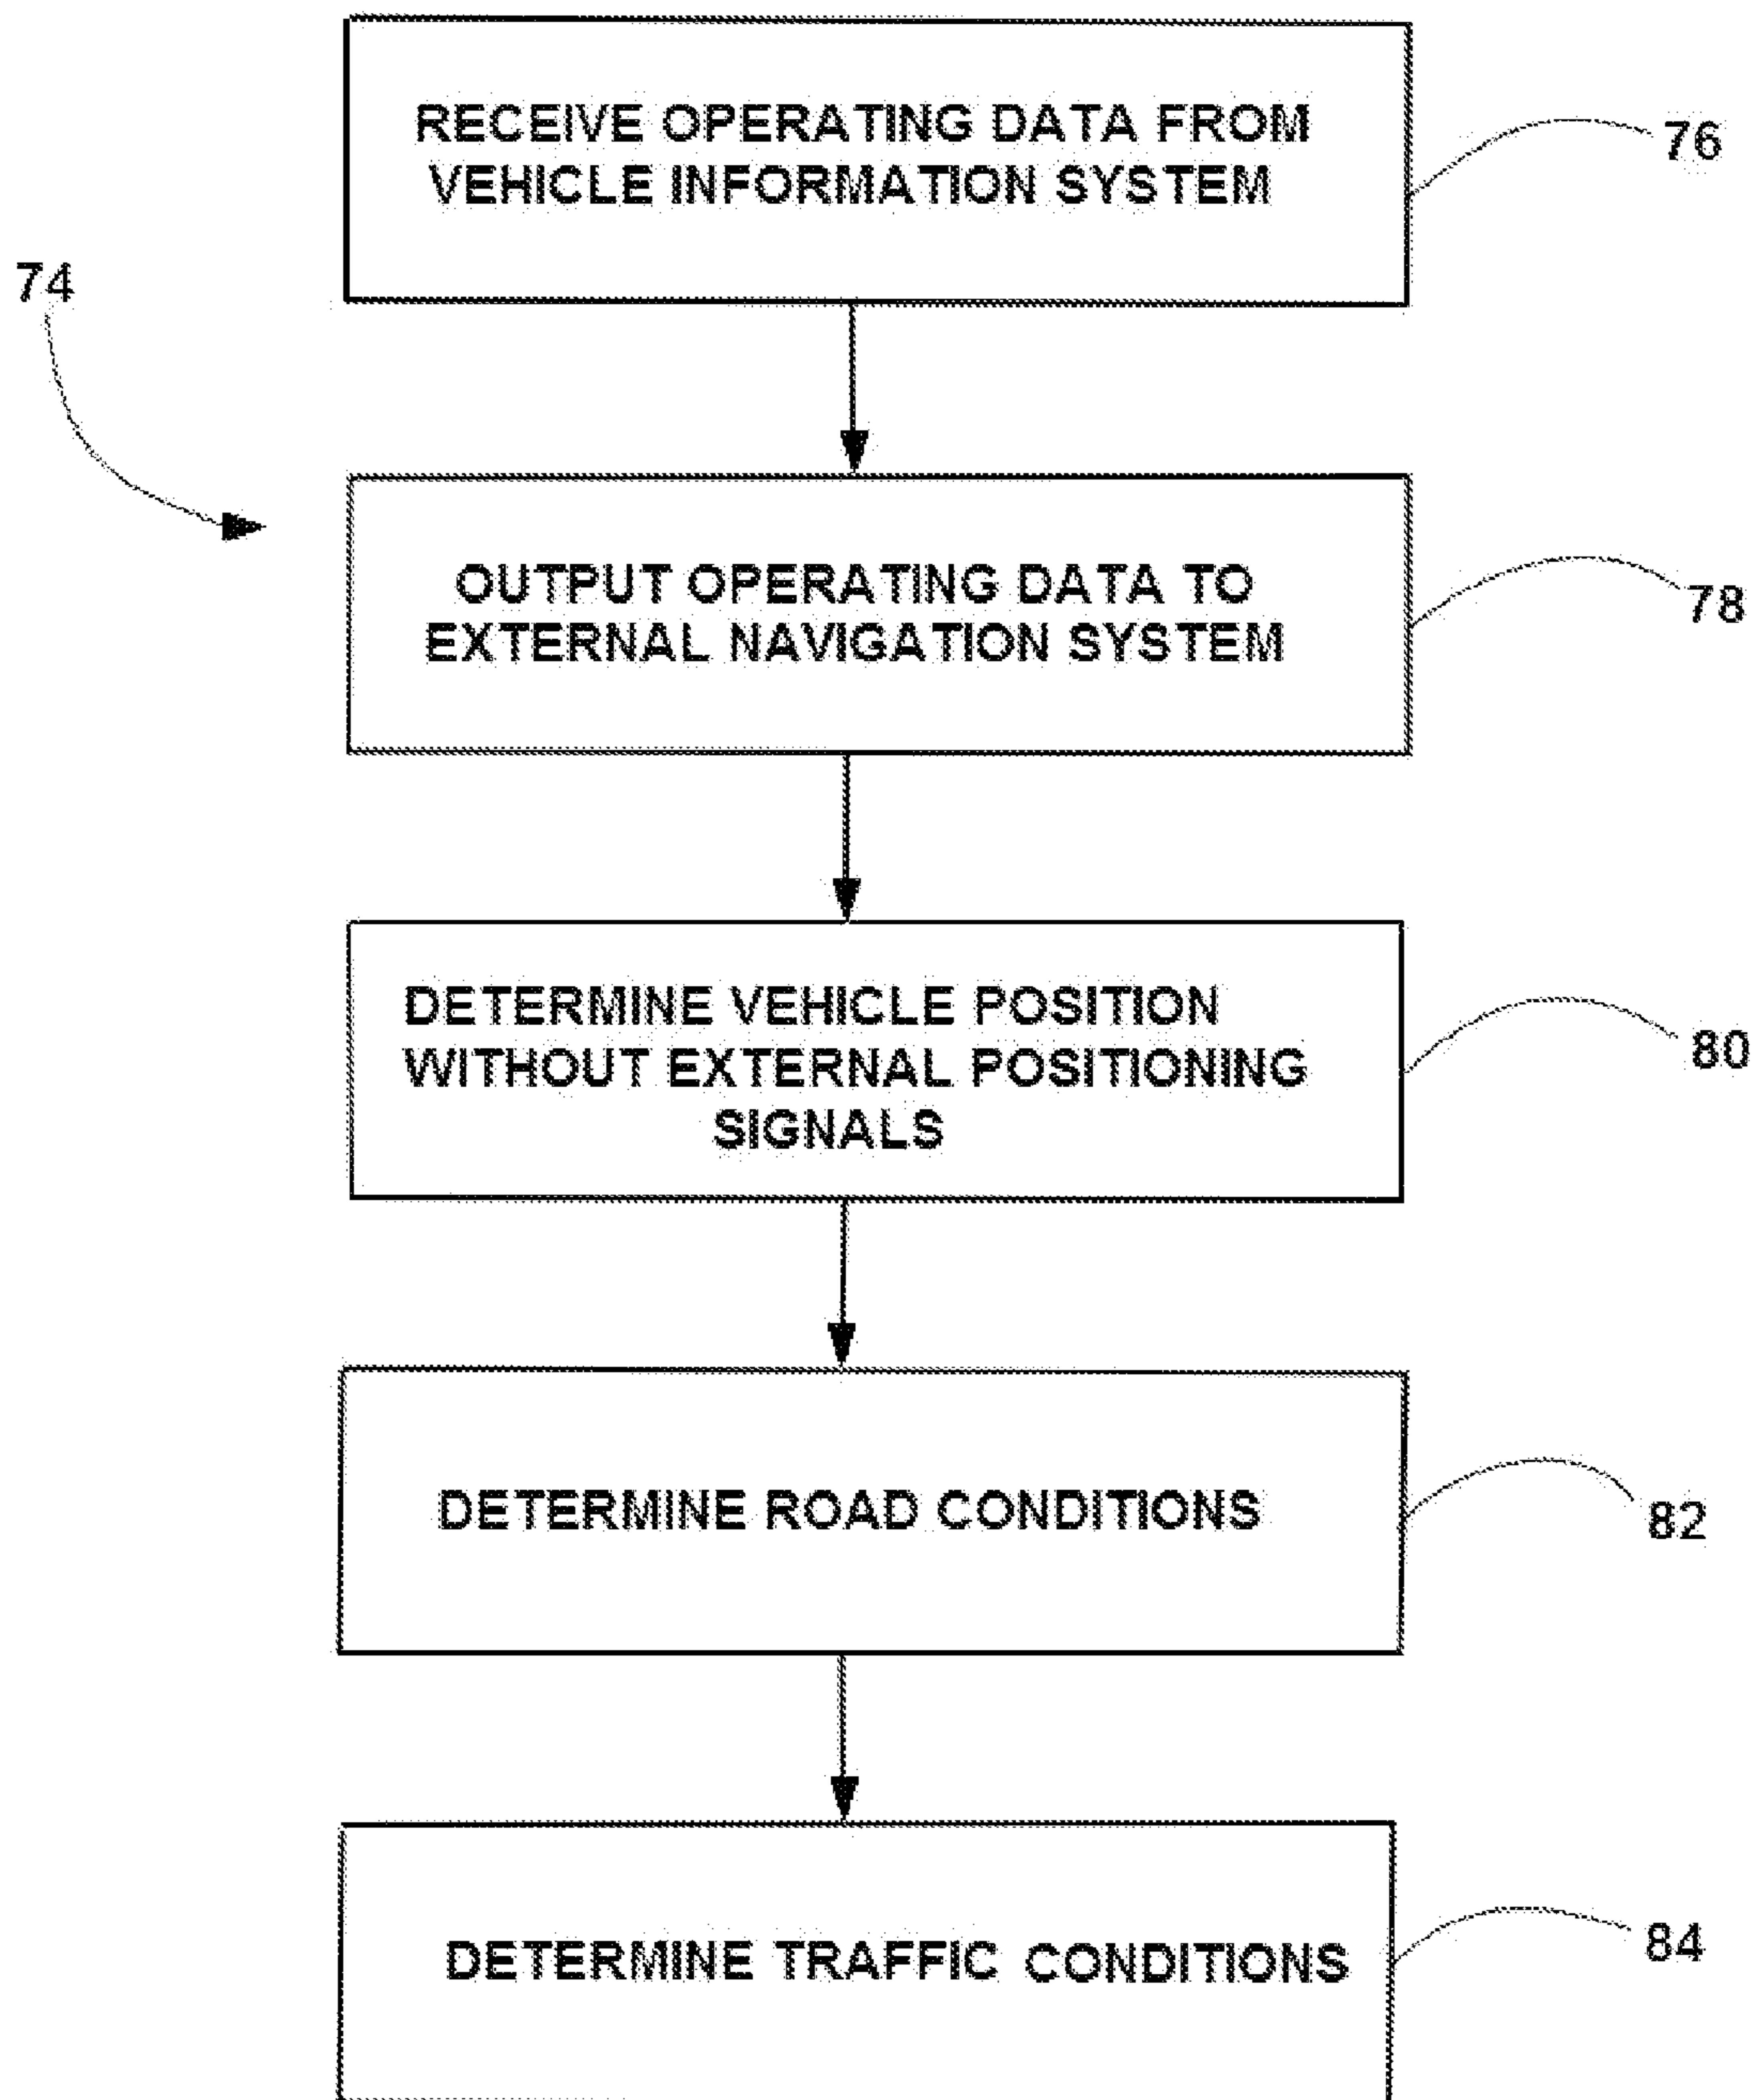 RECEIVE OPERATING DATA FROM
VEHICLE INFORMATION SYSTEM
76
74
OUTPUT OPERATING DATA TO
EXTERNAL NAVIGATION SYSTEM
78
DETERMINE VEHICLE POSITION
WITHOUT EXTERNAL POSITIONING
SIGNALS
80
DETERMINE ROAD CONDITIONS
82
DETERMINE TRAFFIC CONDITIONS
84